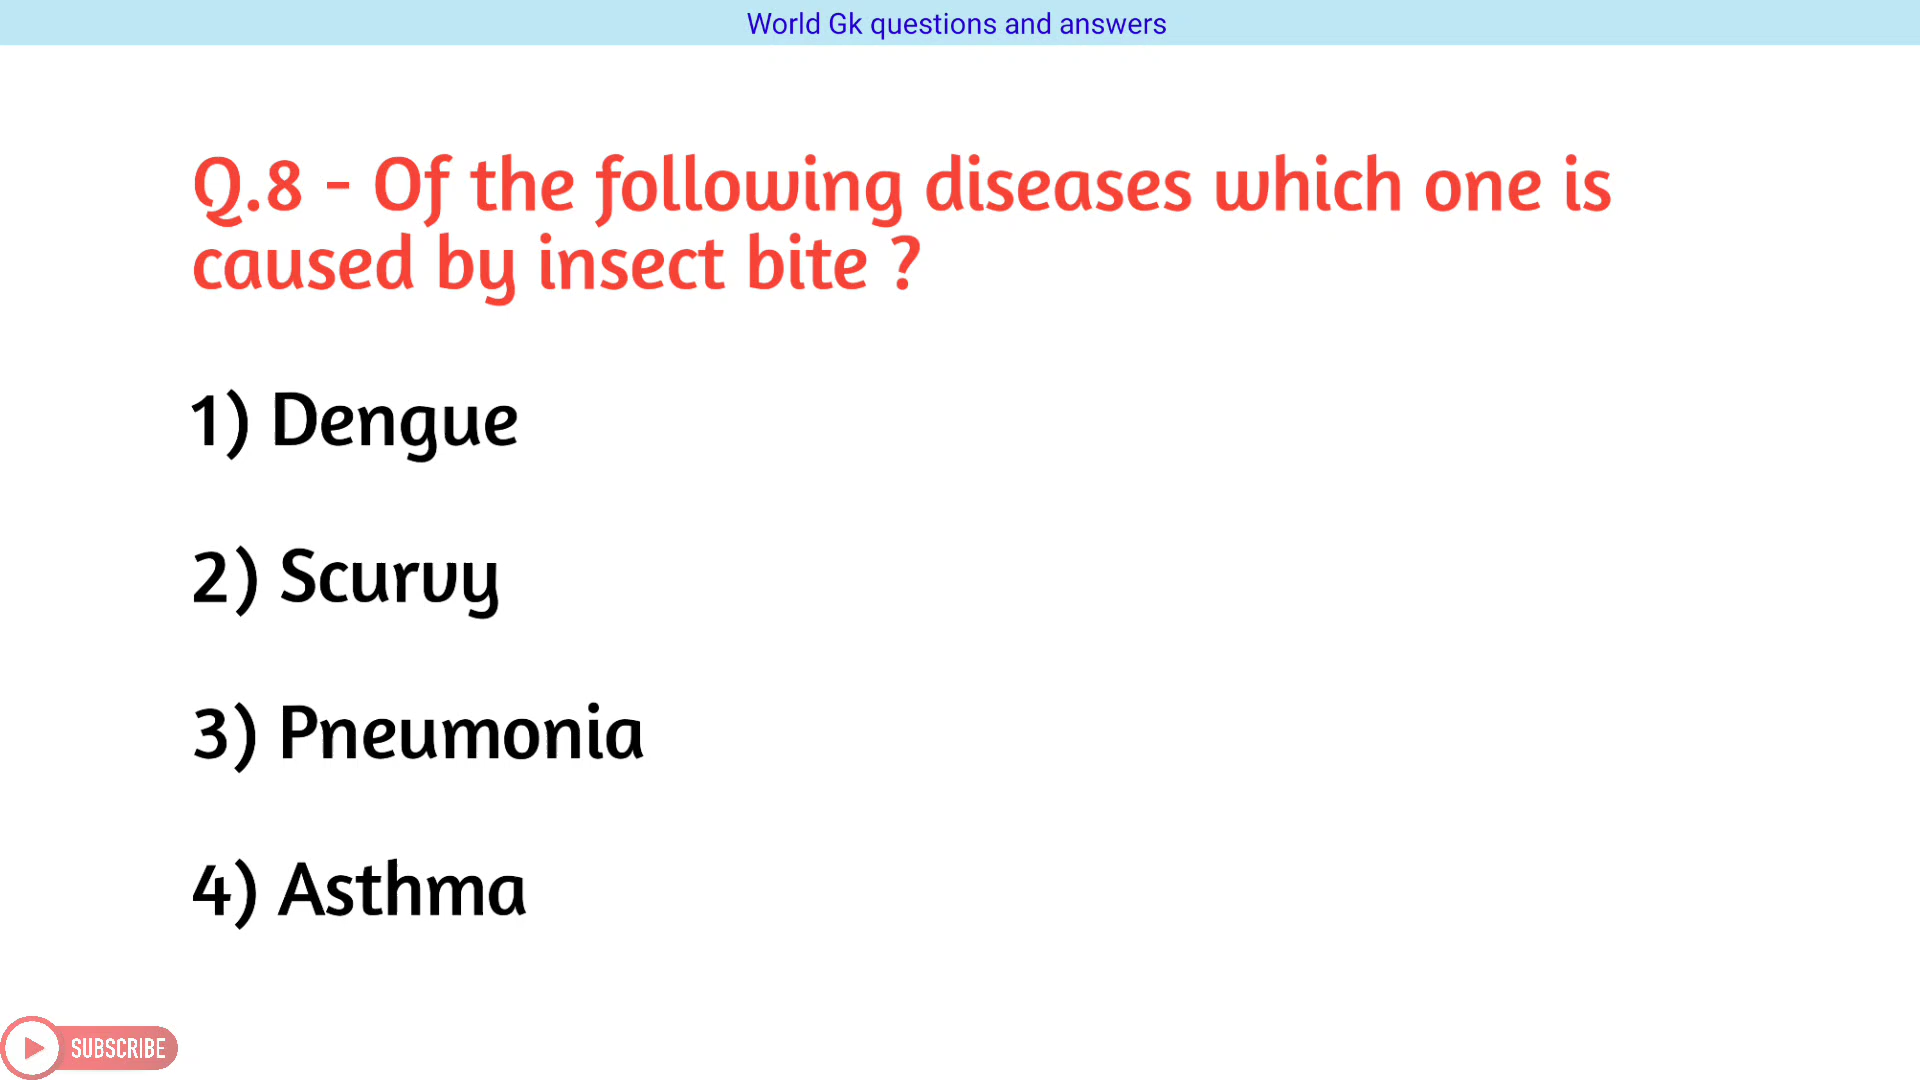 World Gk questions and answers
Q.8 - Of the following diseases which one is
caused by insect bite ?
1) Dengue
2) Scurvy
3) Pneumonia
4) Asthma
SUBSCRIBE